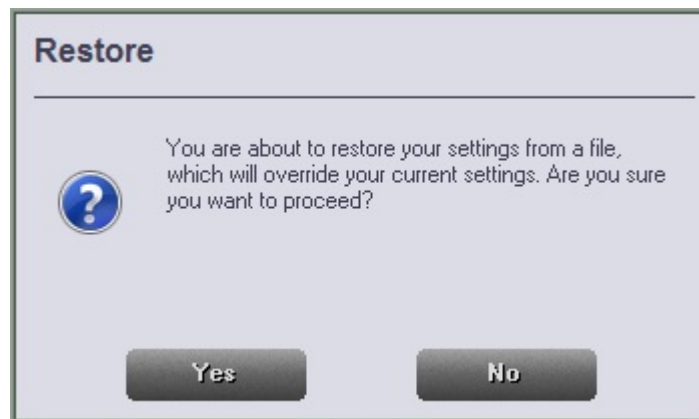 Restore
You are about to restore your settings from a file,
which will override your current settings. Are you sure
you want to proceed?
Yes
No